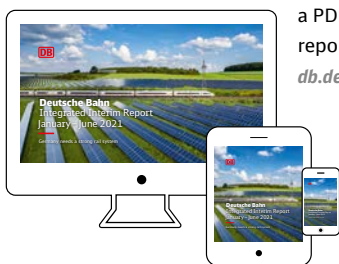 a PD
repo
db.de
DB
Deutsche Bahn
Integrated Interim Report
January – June 2021
Germany needs a strong rail system
DB
Deutsche Bahn
Integrated Interim Report
January – June 2021